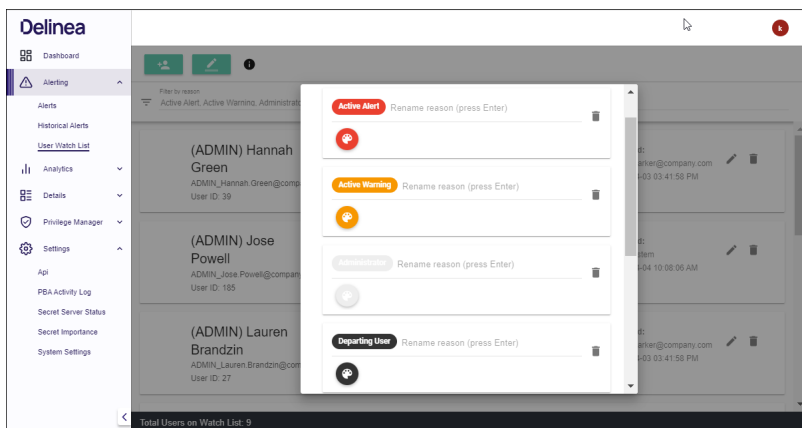 Delinea
k
Dashboard
Alerting
Alerts
Historical Alerts
User Watch List
Analytics
Details
Privilege Manager
Settings
Api
PBA Activity Log
Secret Server Status
Secret Importance
System Settings
Filter by reason
Active Alert, Active Warning, Administrato
(ADMIN) Hannah
Green
ADMIN_Hannah.Green@comp
User ID: 39
d:
arker@company.com
-03 03:41:58 PM
(ADMIN) Jose
Powell
ADMIN_Jose.Powell@company
User ID: 185
d:
stem
-04 10:08:06 AM
(ADMIN) Lauren
Brandzin
ADMIN_Lauren.Brandzin@com
User ID: 27
d:
arker@company.com
-03 03:41:58 PM
Active Alert Rename reason (press Enter)
Active Warning Rename reason (press Enter)
Administrator Rename reason (press Enter)
Departing User Rename reason (press Enter)
Total Users on Watch List: 9